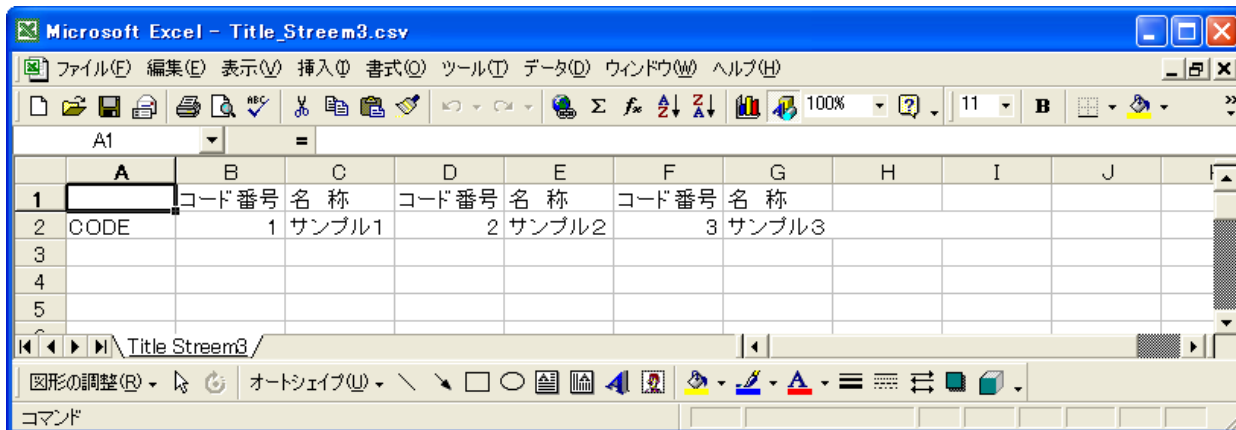 Microsoft Excel - Title_Streem3.csv
ファイル(F) 編集(E) 表示(V) 挿入(I) 書式(O) ツール(T) データ(D) ウィンドウ(W) ヘルプ(H)
100% 11 B
A1 =
A B C D E F G H I J
1 コード番号 名 称 コード番号 名 称 コード番号 名 称
2 CODE 1 サンプル1 2 サンプル2 3 サンプル3
3
4
5
Title Streem3
図形の調整(R) オートシェイプ(U)
コマンド